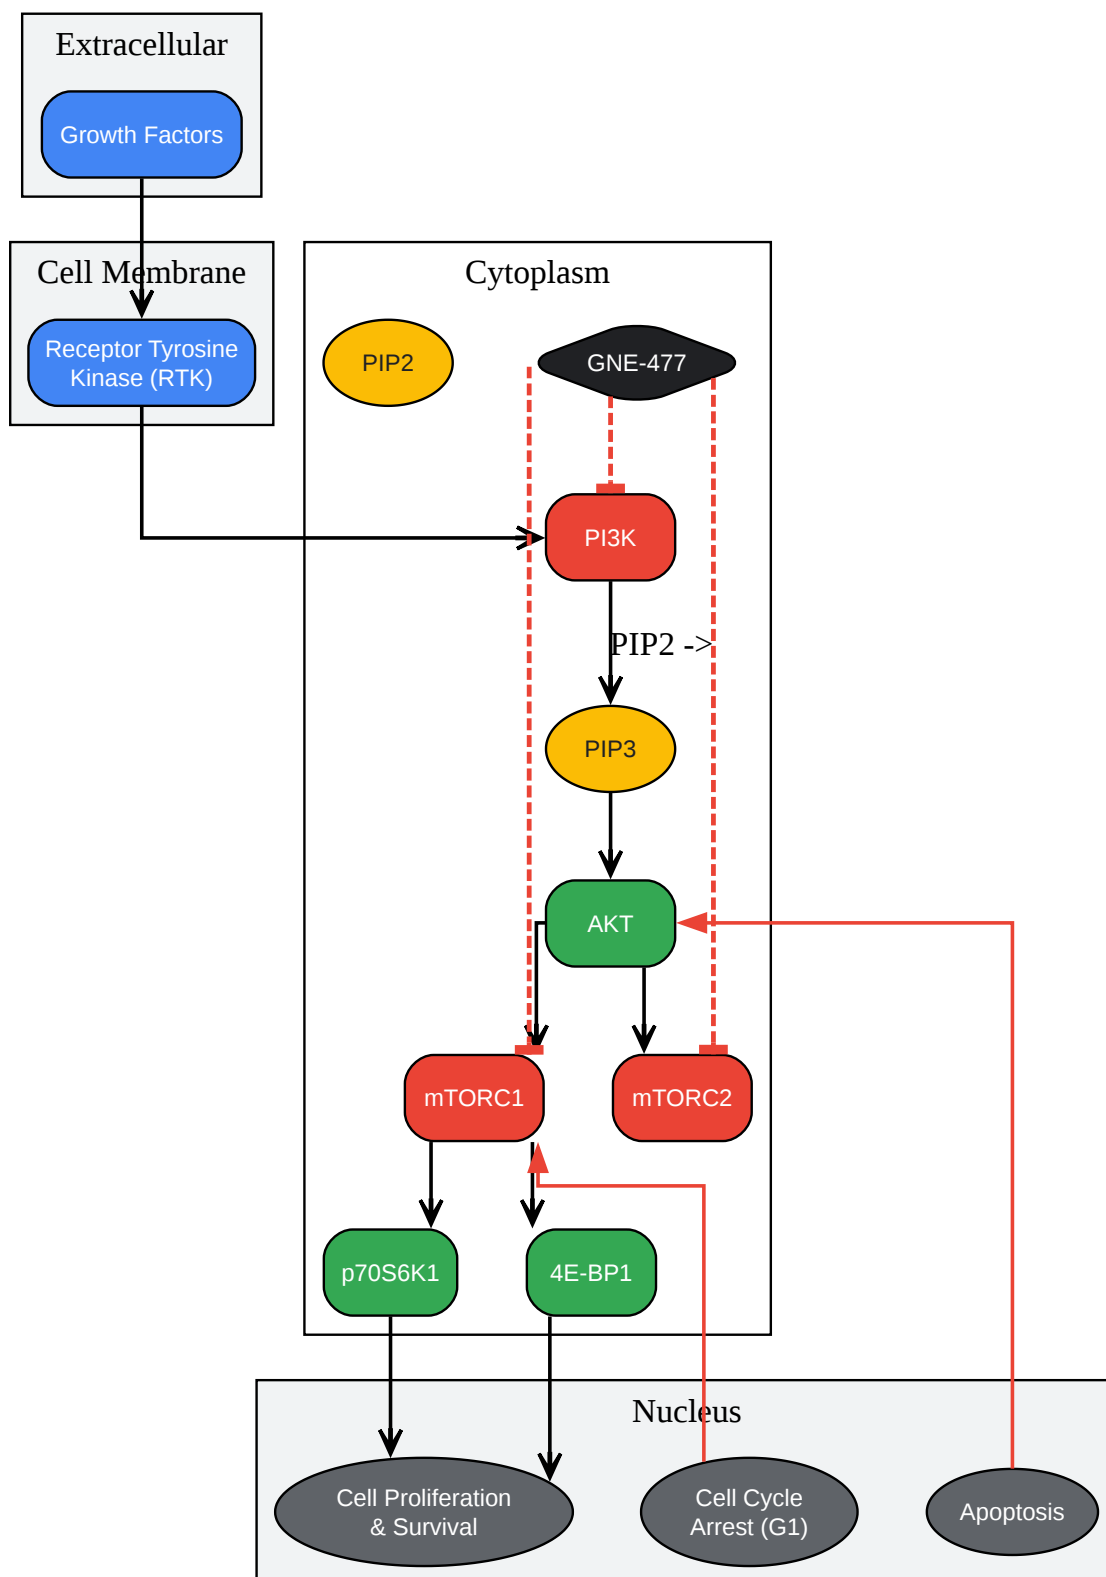 Extracellular
Growth Factors
Cell Membrane
Receptor Tyrosine
Kinase (RTK)
Cytoplasm
PIP2
GNE-477
PI3K
PIP2 ->
PIP3
AKT
mTORC1
mTORC2
p70S6K1
4E-BP1
Nucleus
Cell Proliferation
& Survival
Cell Cycle
Arrest (G1)
Apoptosis